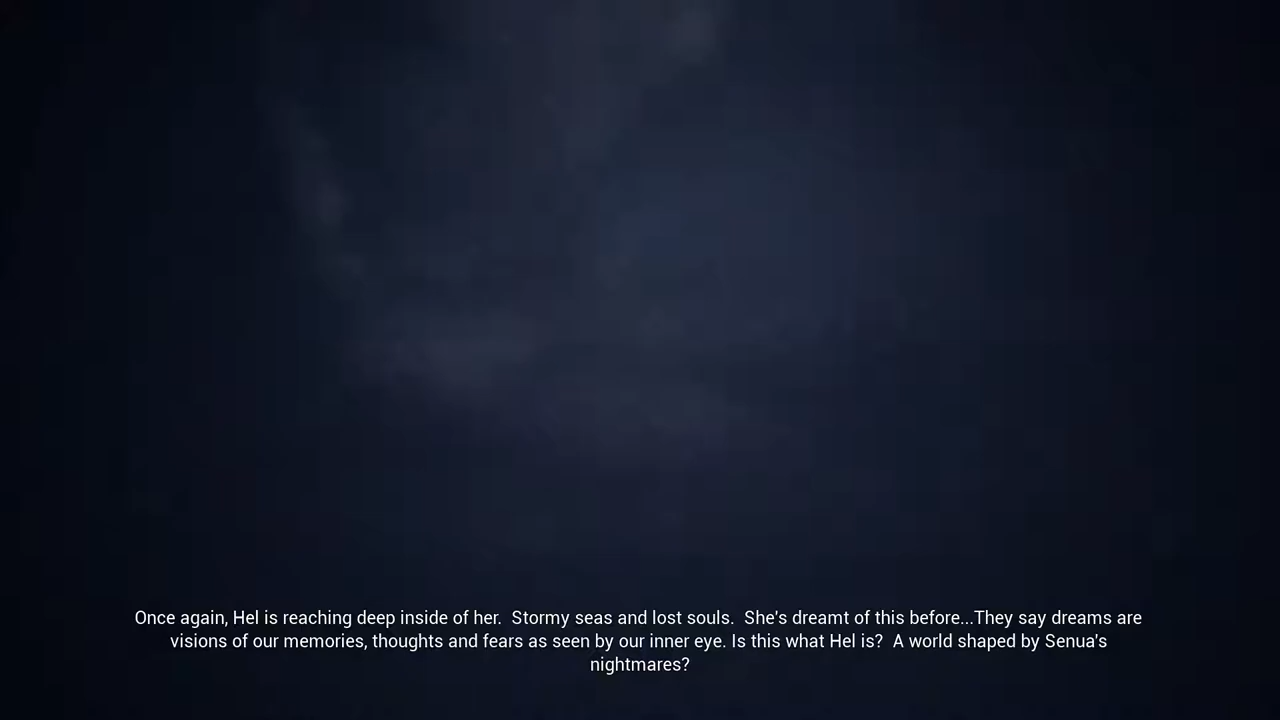 Once again, Hel is reaching deep inside of her.  Stormy seas and lost souls.  She's dreamt of this before...They say dreams are
visions of our memories, thoughts and fears as seen by our inner eye. Is this what Hel is?  A world shaped by Senua's
nightmares?